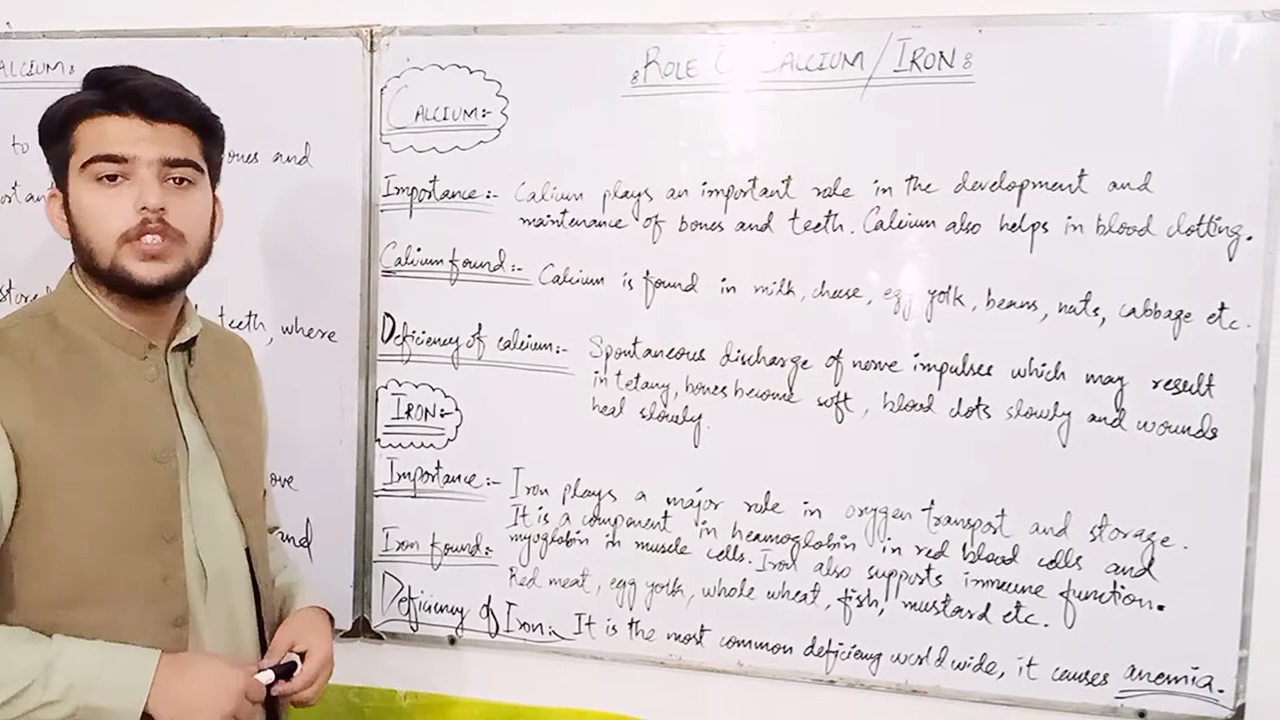 ALCIUM:
to
ones and
teeth, where
ove
and
:ROLE CALCIUM/IRON:
CALCIUM:-
Importance:- Calium plays an important role in the development and
maintenance of bones and teeth. Calcium also helps in blood clotting.
Calcium found:- Calcium is found in milk, cheese, egg yolk, beans, nuts, cabbage etc.
Deficiency of calcium:- Spontaneous discharge of nerve impulses which may result
in tetany, bones become soft, blood clots slowly and wounds
heal slowly.
IRON:-
Importance:- Iron plays a major role in oxygen transport and storage.
It is a component in heamoglobin in red blood cells and
myoglobin in muscle cells. Iron also supports immune function.
Iron found:- Red meat, egg yolk, whole wheat, fish, mustard etc.
Deficiency of Iron:- It is the most common deficiency worldwide, it causes anemia.